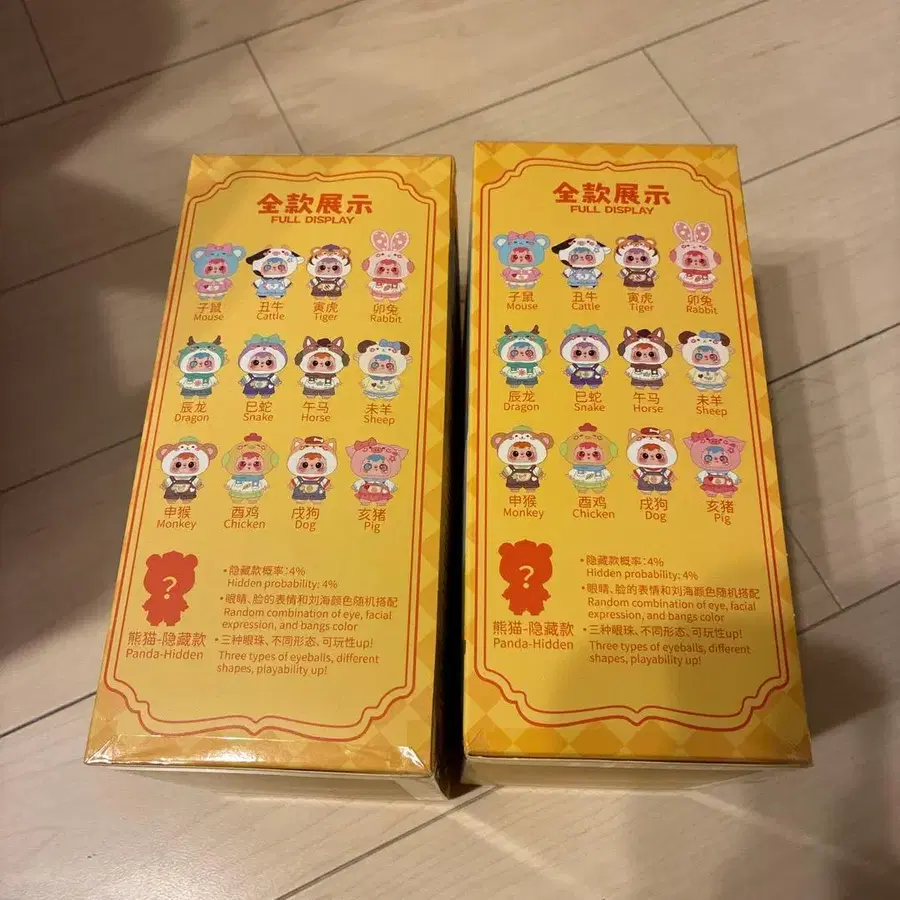 全款展示
FULL DISPLAY
子鼠 丑牛 寅虎 卯兔
Mouse Cattle Tiger Rabbit
辰龙 巳蛇 午马 未羊
Dragon Snake Horse Sheep
申猴 酉鸡 戌狗 亥猪
Monkey Chicken Dog Pig
?
熊猫-隐藏款
Panda-Hidden
•隐藏款概率:4%
Hidden probability: 4%
•眼睛、脸的表情和刘海颜色随机搭配
Random combination of eye, facial
expression, and bangs color
•三种眼珠、不同形态、可玩性up!
Three types of eyeballs, different
shapes, playability up!
全款展示
FULL DISPLAY
子鼠 丑牛 寅虎 卯兔
Mouse Cattle Tiger Rabbit
辰龙 巳蛇 午马 未羊
Dragon Snake Horse Sheep
申猴 酉鸡 戌狗 亥猪
Monkey Chicken Dog Pig
?
熊猫-隐藏款
Panda-Hidden
•隐藏款概率:4%
Hidden probability: 4%
•眼睛、脸的表情和刘海颜色随机搭配
Random combination of eye, facial
expression, and bangs color
•三种眼珠、不同形态、可玩性up!
Three types of eyeballs, different
shapes, playability up!